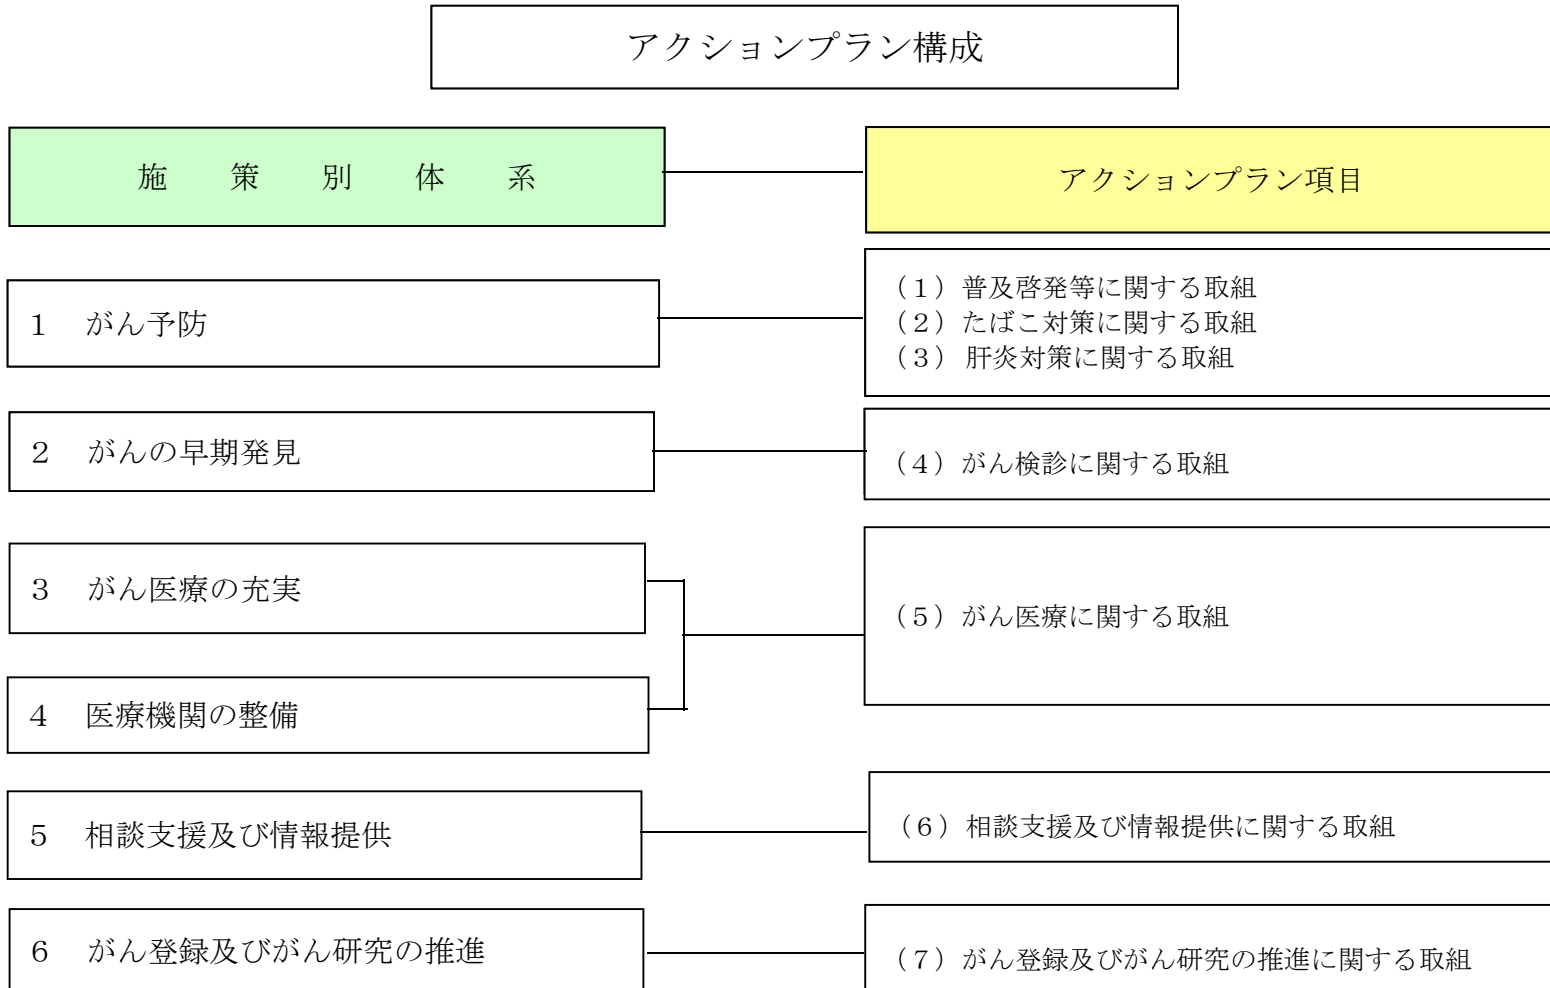 アクションプラン構成
施　策　別　体　系
アクションプラン項目
１　がん予防
（１）普及啓発等に関する取組
（２）たばこ対策に関する取組
（３）肝炎対策に関する取組
２　がんの早期発見
（４）がん検診に関する取組
３　がん医療の充実
（５）がん医療に関する取組
４　医療機関の整備
５　相談支援及び情報提供
（６）相談支援及び情報提供に関する取組
６　がん登録及びがん研究の推進
（７）がん登録及びがん研究の推進に関する取組